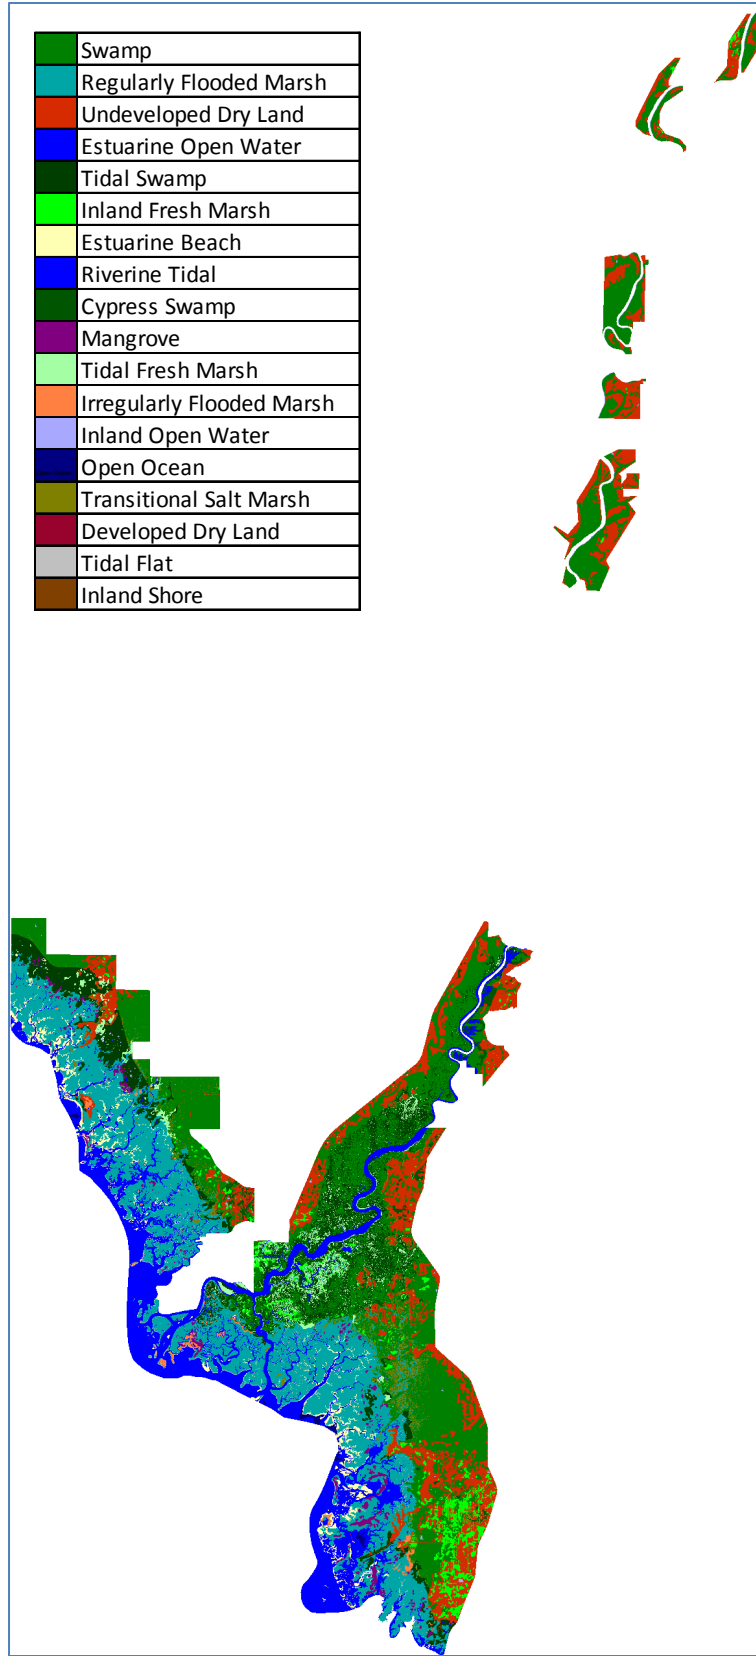 Swamp
Regularly Flooded Marsh
Undeveloped Dry Land
Estuarine Open Water
Tidal Swamp
Inland Fresh Marsh
Estuarine Beach
Riverine Tidal
Cypress Swamp
Mangrove
Tidal Fresh Marsh
Irregularly Flooded Marsh
Inland Open Water
Open Ocean
Transitional Salt Marsh
Developed Dry Land
Tidal Flat
Inland Shore